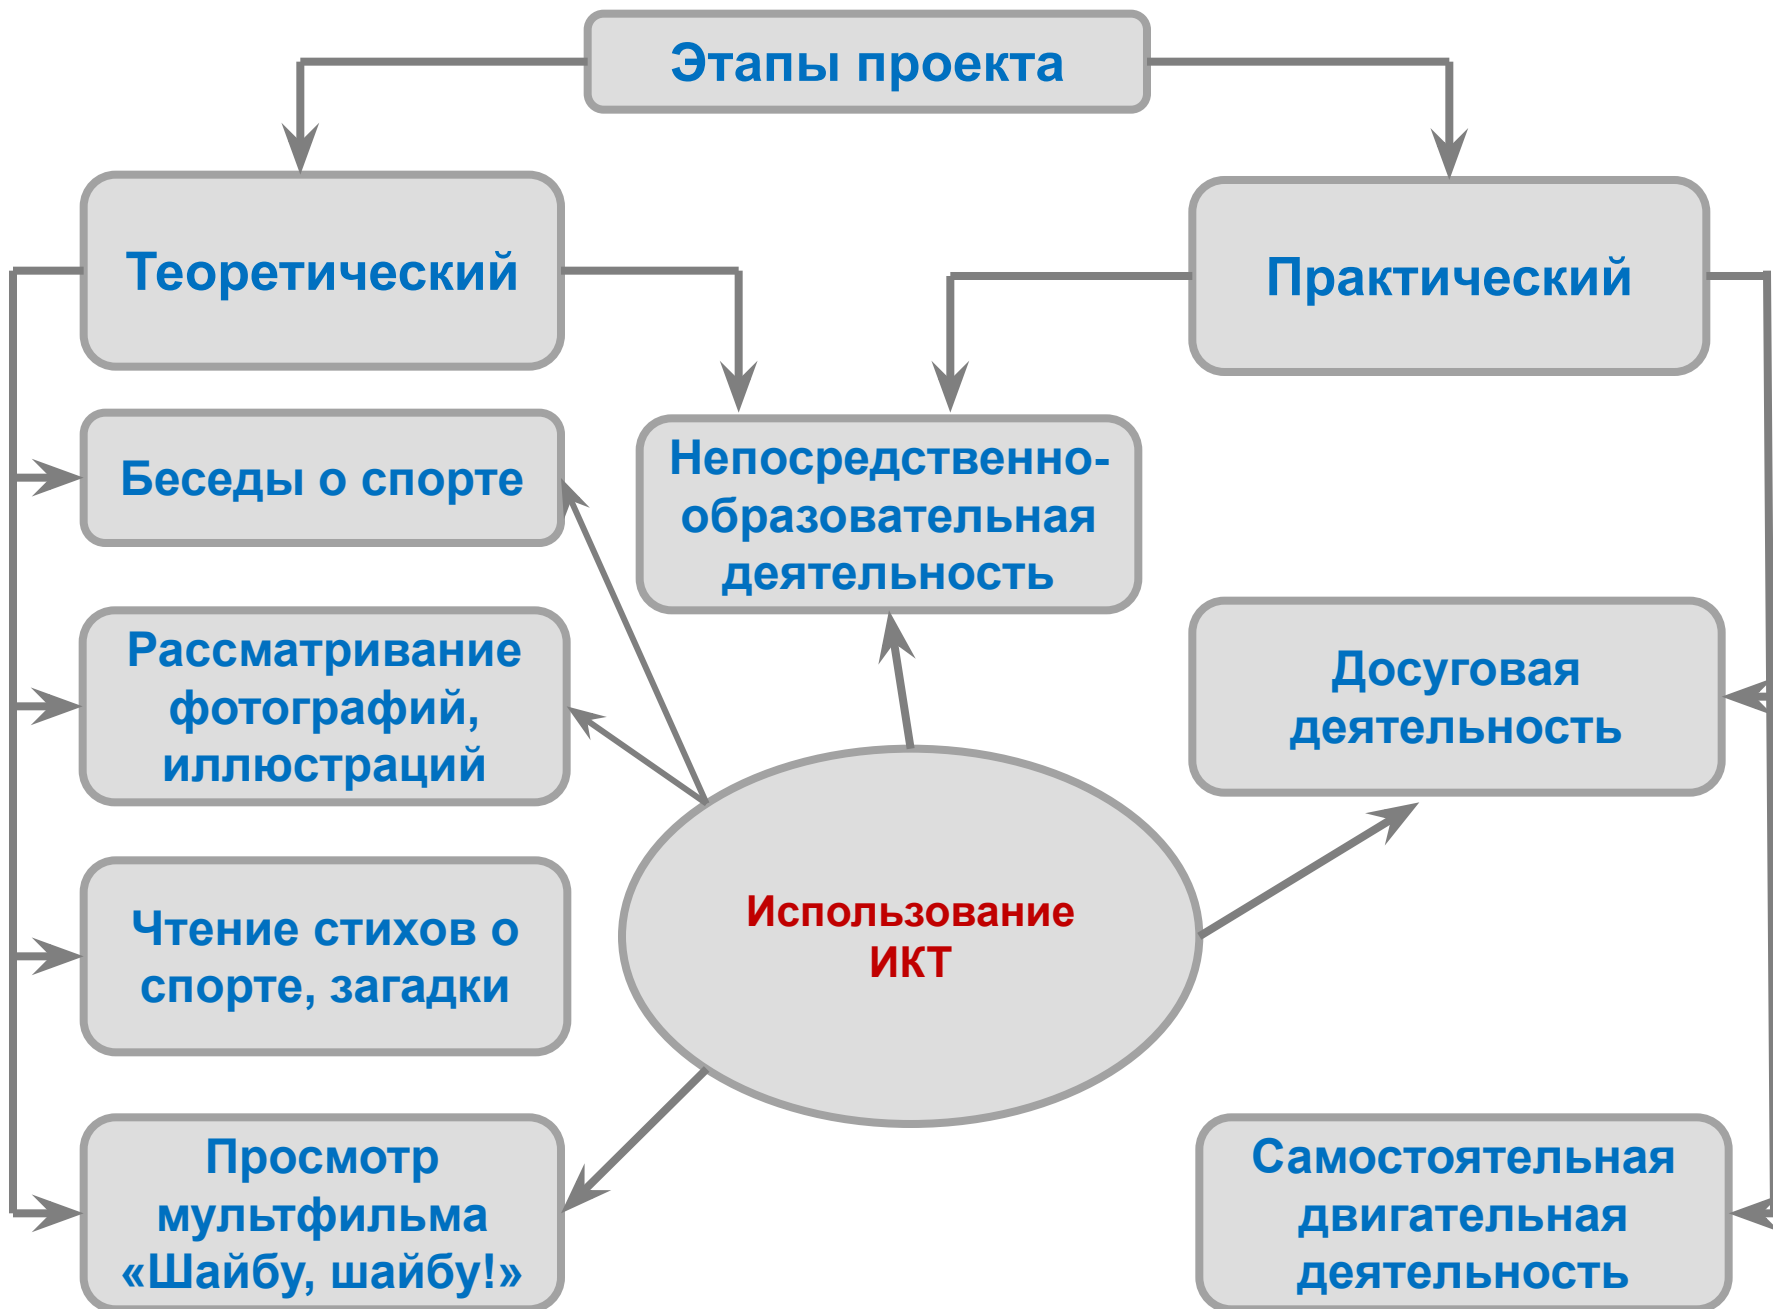 Этапы проекта
Теоретический
Практический
Беседы о спорте
Непосредственно-
образовательная
деятельность
Рассматривание
фотографий,
иллюстраций
Досуговая
деятельность
Чтение стихов о
спорте, загадки
Использование
ИКТ
Просмотр
мультфильма
«Шайбу, шайбу!»
Самостоятельная
двигательная
деятельность